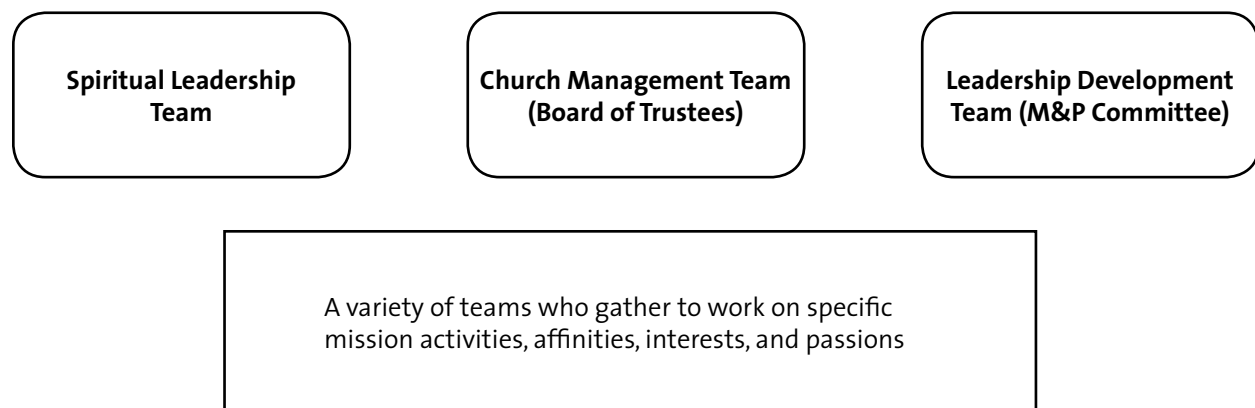 Spiritual Leadership
Team
Church Management Team
(Board of Trustees)
Leadership Development
Team (M&P Committee)
A variety of teams who gather to work on specific
mission activities, affinities, interests, and passions